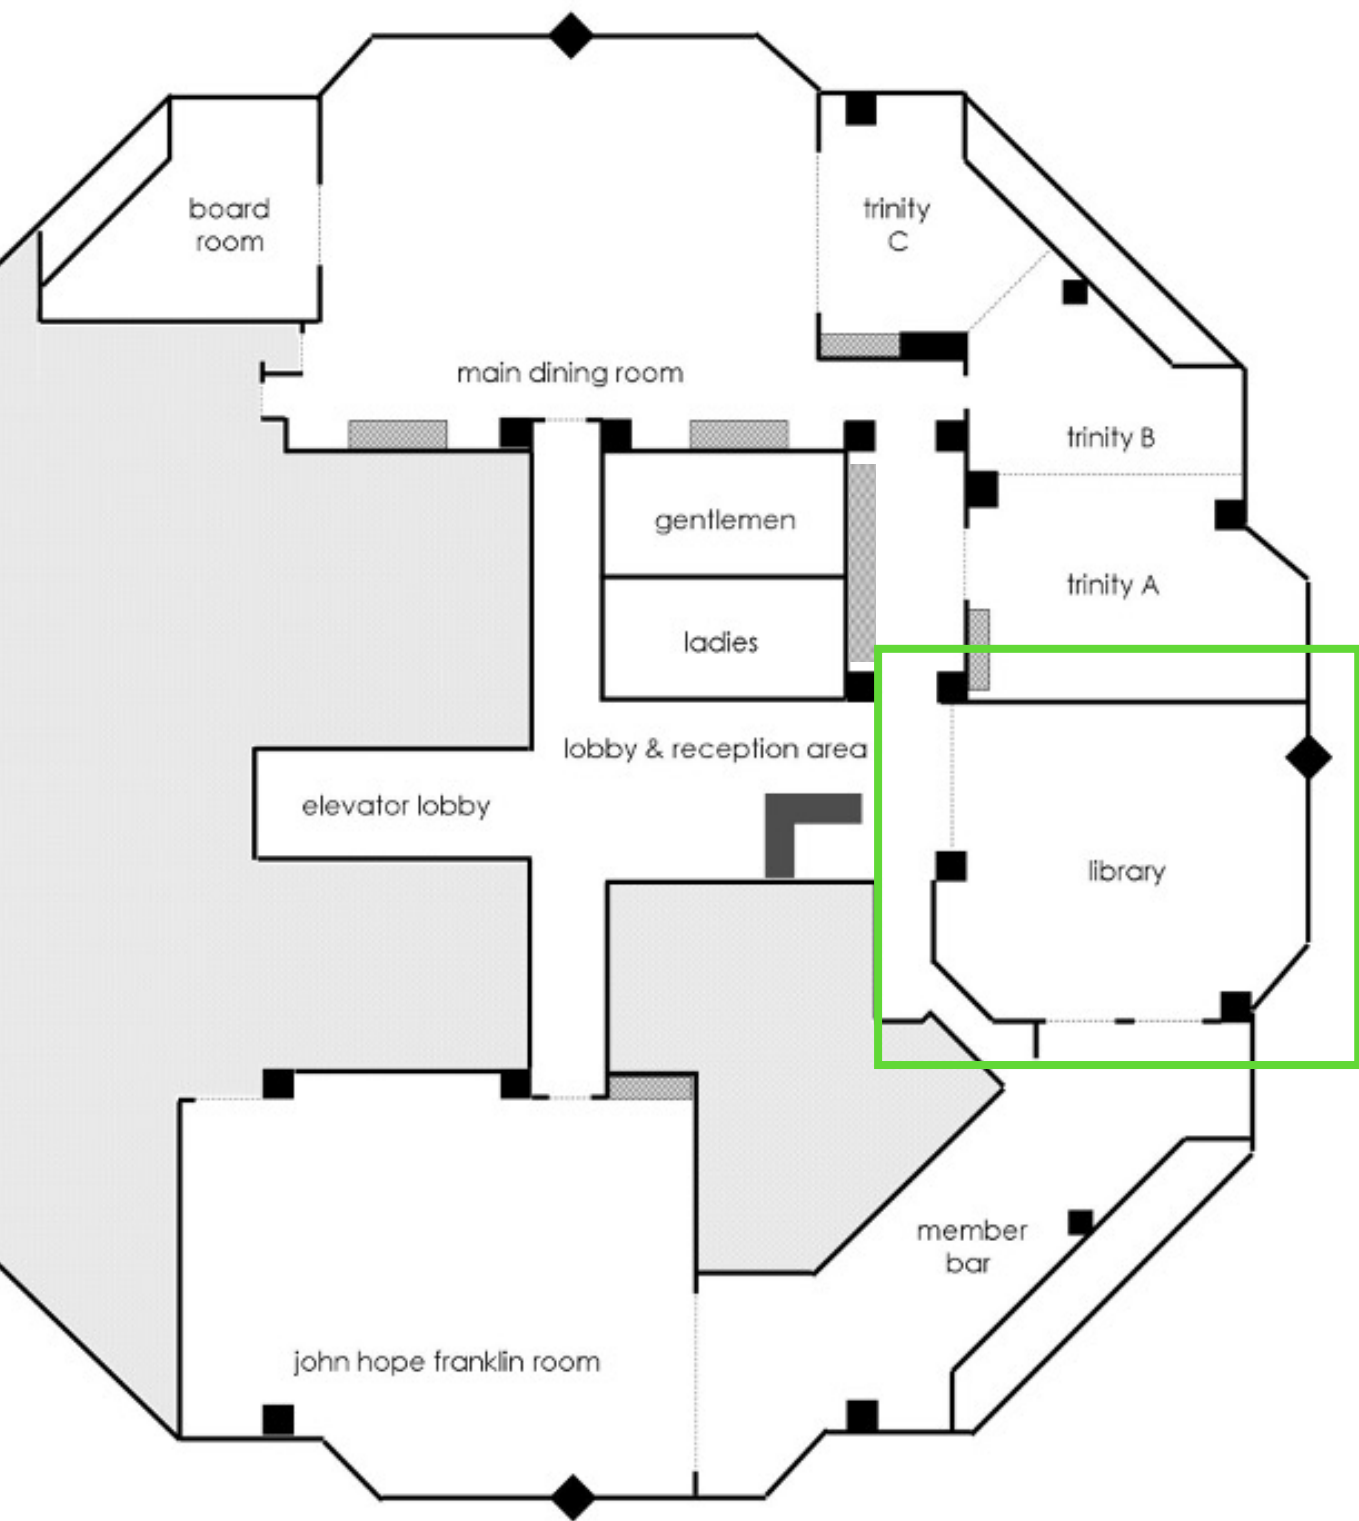 board
room
trinity
C
main dining room
trinity B
gentlemen
trinity A
ladies
lobby & reception area
elevator lobby
library
member
bar
john hope franklin room